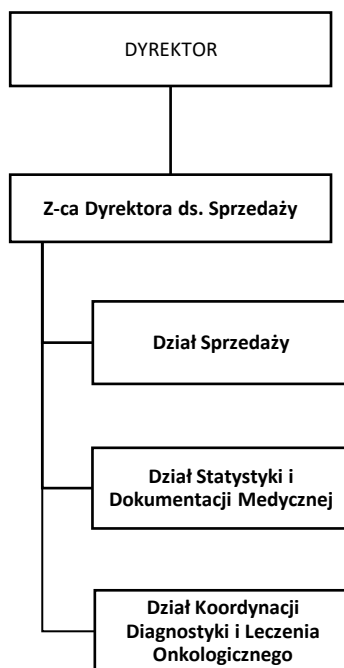 DYREKTOR
Z-ca Dyrektora ds. Sprzedaży
Dział Sprzedaży
Dział Statystyki i
Dokumentacji Medycznej
Dział Koordynacji
Diagnostyki i Leczenia
Onkologicznego